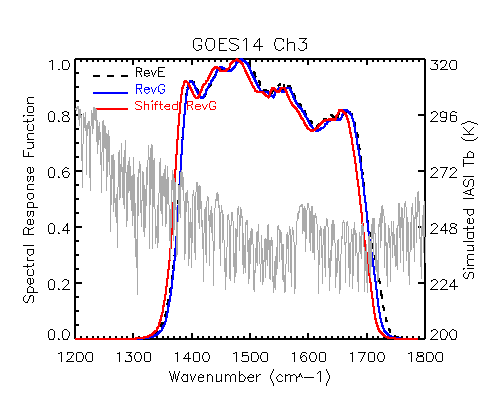 GOES14 Ch3
1.0
0.8
0.6
0.4
0.2
0.0
Spectral Response Function
RevE
RevG
Shifted RevG
320
296
272
248
224
200
Simulated IASI Tb (K)
1200 1300 1400 1500 1600 1700 1800
Wavenumber (cm^-1)